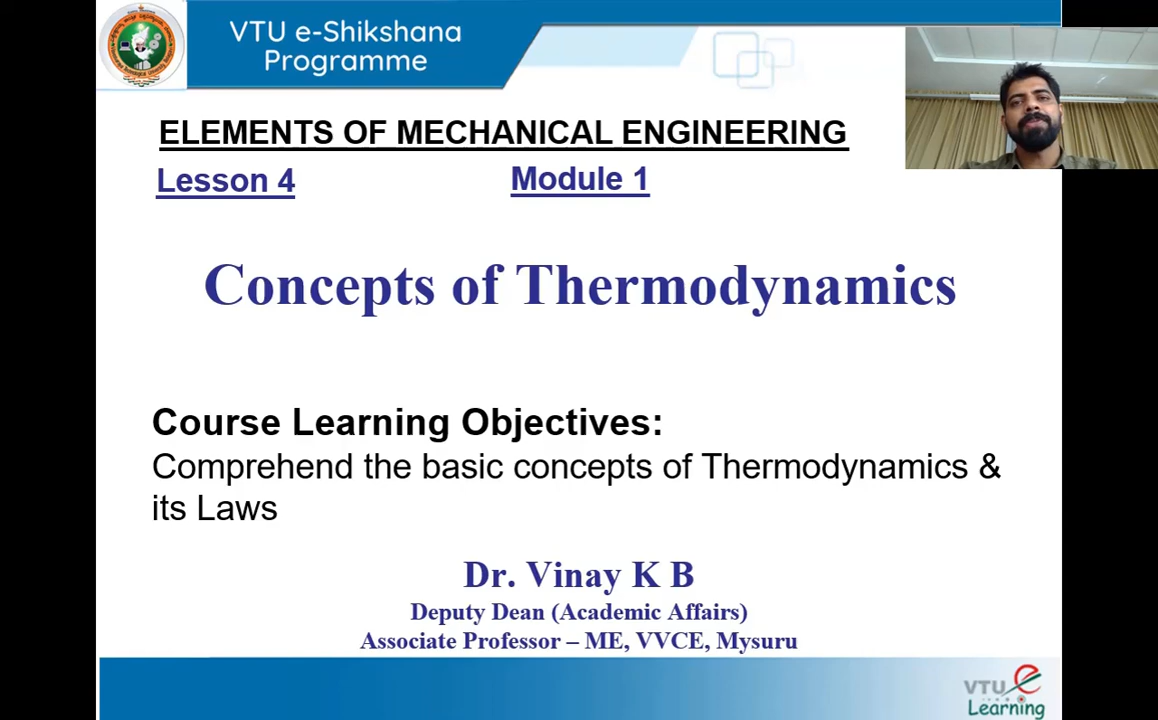 VTU e-Shikshana
Programme
ELEMENTS OF MECHANICAL ENGINEERING
Lesson 4
Module 1
Concepts of Thermodynamics
Course Learning Objectives:
Comprehend the basic concepts of Thermodynamics &
its Laws
Dr. Vinay K B
Deputy Dean (Academic Affairs)
Associate Professor – ME, VVCE, Mysuru
VTU e
Learning